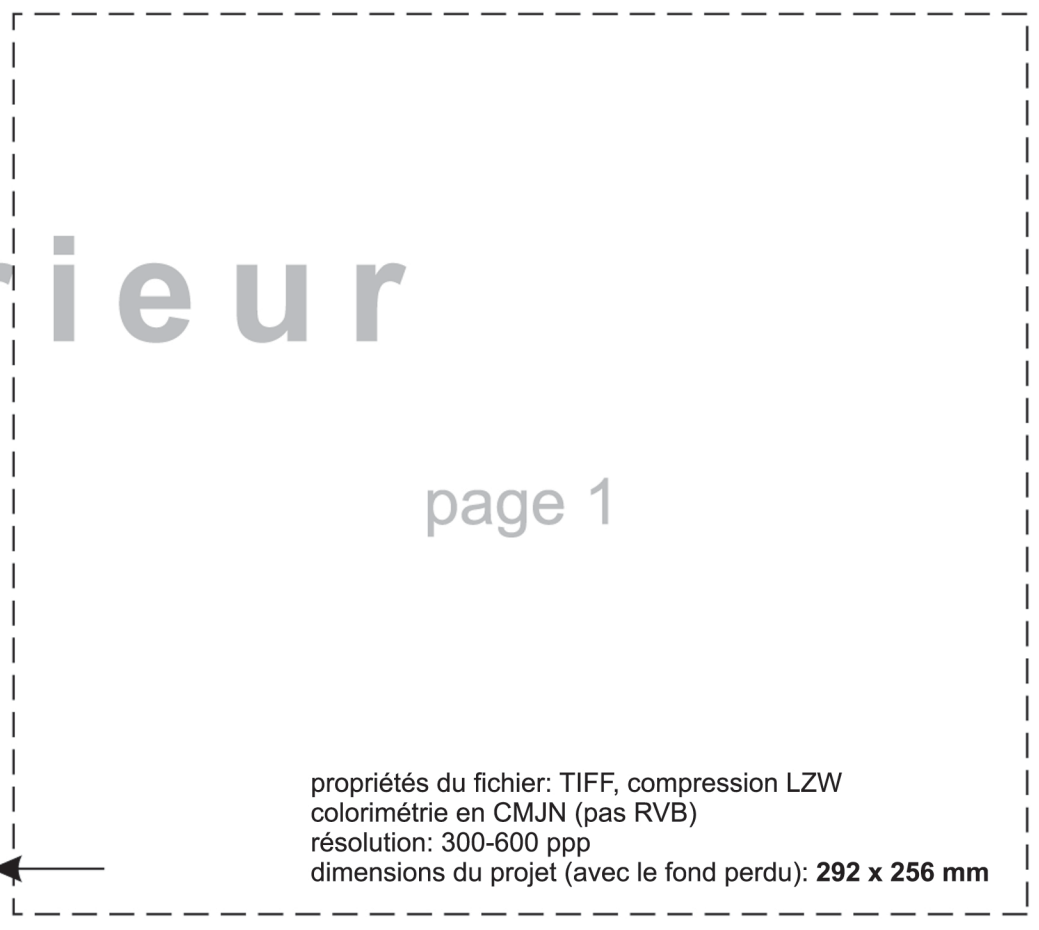 rieur
page 1
propriétés du fichier: TIFF, compression LZW
colorimétrie en CMJN (pas RVB)
résolution: 300-600 ppp
dimensions du projet (avec le fond perdu): 292 x 256 mm